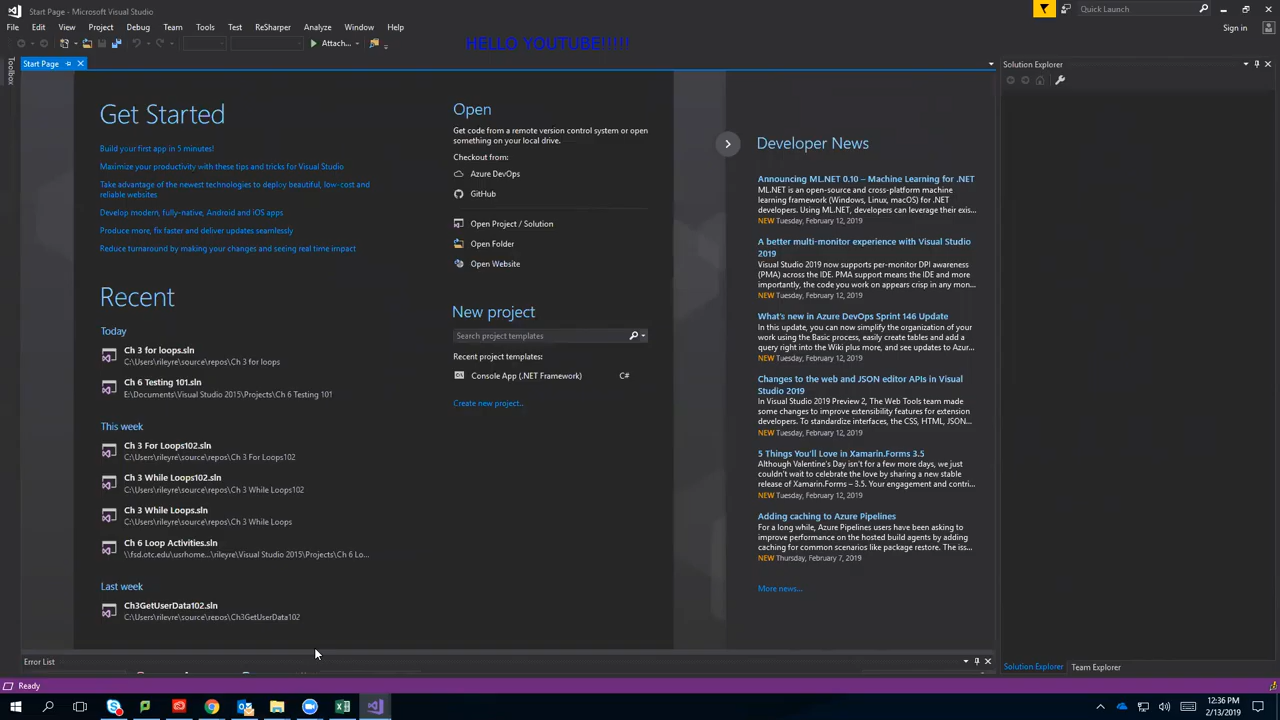 Start Page - Microsoft Visual Studio
Quick Launch
File Edit View Project Debug Team Tools Test ReSharper Analyze Window Help
Sign in
Attach...
HELLO YOUTUBE!!!!!
Toolbox
Start Page
Solution Explorer
Get Started
Build your first app in 5 minutes!
Maximize your productivity with these tips and tricks for Visual Studio
Take advantage of the newest technologies to deploy beautiful, low-cost and
reliable websites
Develop modern, fully-native, Android and iOS apps
Produce more, fix faster and deliver updates seamlessly
Reduce turnaround by making your changes and seeing real time impact
Recent
Today
Ch 3 for loops.sln
C:\Users\rileyre\source\repos\Ch 3 for loops
Ch 6 Testing 101.sln
E:\Documents\Visual Studio 2015\Projects\Ch 6 Testing 101
This week
Ch 3 For Loops102.sln
C:\Users\rileyre\source\repos\Ch 3 For Loops102
Ch 3 While Loops102.sln
C:\Users\rileyre\source\repos\Ch 3 While Loops102
Ch 3 While Loops.sln
C:\Users\rileyre\source\repos\Ch 3 While Loops
Ch 6 Loop Activities.sln
\\fsd.otc.edu\usrhome...\rileyre\Visual Studio 2015\Projects\Ch 6 Lo...
Last week
Ch3GetUserData102.sln
C:\Users\rileyre\source\repos\Ch3GetUserData102
Open
Get code from a remote version control system or open
something on your local drive.
Checkout from:
Azure DevOps
GitHub
Open Project / Solution
Open Folder
Open Website
New project
Search project templates
Recent project templates:
Console App (.NET Framework) C#
Create new project...
Developer News
Announcing ML.NET 0.10 – Machine Learning for .NET
ML.NET is an open-source and cross-platform machine
learning framework (Windows, Linux, macOS) for .NET
developers. Using ML.NET, developers can leverage their exis...
NEW Tuesday, February 12, 2019
A better multi-monitor experience with Visual Studio
2019
Visual Studio 2019 now supports per-monitor DPI awareness
(PMA) across the IDE. PMA support means the IDE and more
importantly, the code you work on appears crisp in any mon...
NEW Tuesday, February 12, 2019
What's new in Azure DevOps Sprint 146 Update
In this update, you can now simplify the organization of your
work using the Basic process, easily create tables and add a
query right into the Wiki plus more, and see updates to Azur...
NEW Tuesday, February 12, 2019
Changes to the web and JSON editor APIs in Visual
Studio 2019
In Visual Studio 2019 Preview 2, The Web Tools team made
some changes to improve extensibility features for extension
developers. To standardize interfaces, the CSS, HTML, JSON...
NEW Tuesday, February 12, 2019
5 Things You'll Love in Xamarin.Forms 3.5
Although Valentine's Day isn't for a few more days, we just
couldn't wait to celebrate the love by sharing a new stable
release of Xamarin.Forms – 3.5. Your engagement and contri...
NEW Tuesday, February 12, 2019
Adding caching to Azure Pipelines
For a long while, Azure Pipelines users have been asking to
improve performance on the hosted build agents by adding
caching for common scenarios like package restore. The iss...
NEW Thursday, February 7, 2019
More news...
Error List
Solution Explorer Team Explorer
Ready
12:36 PM
2/13/2019